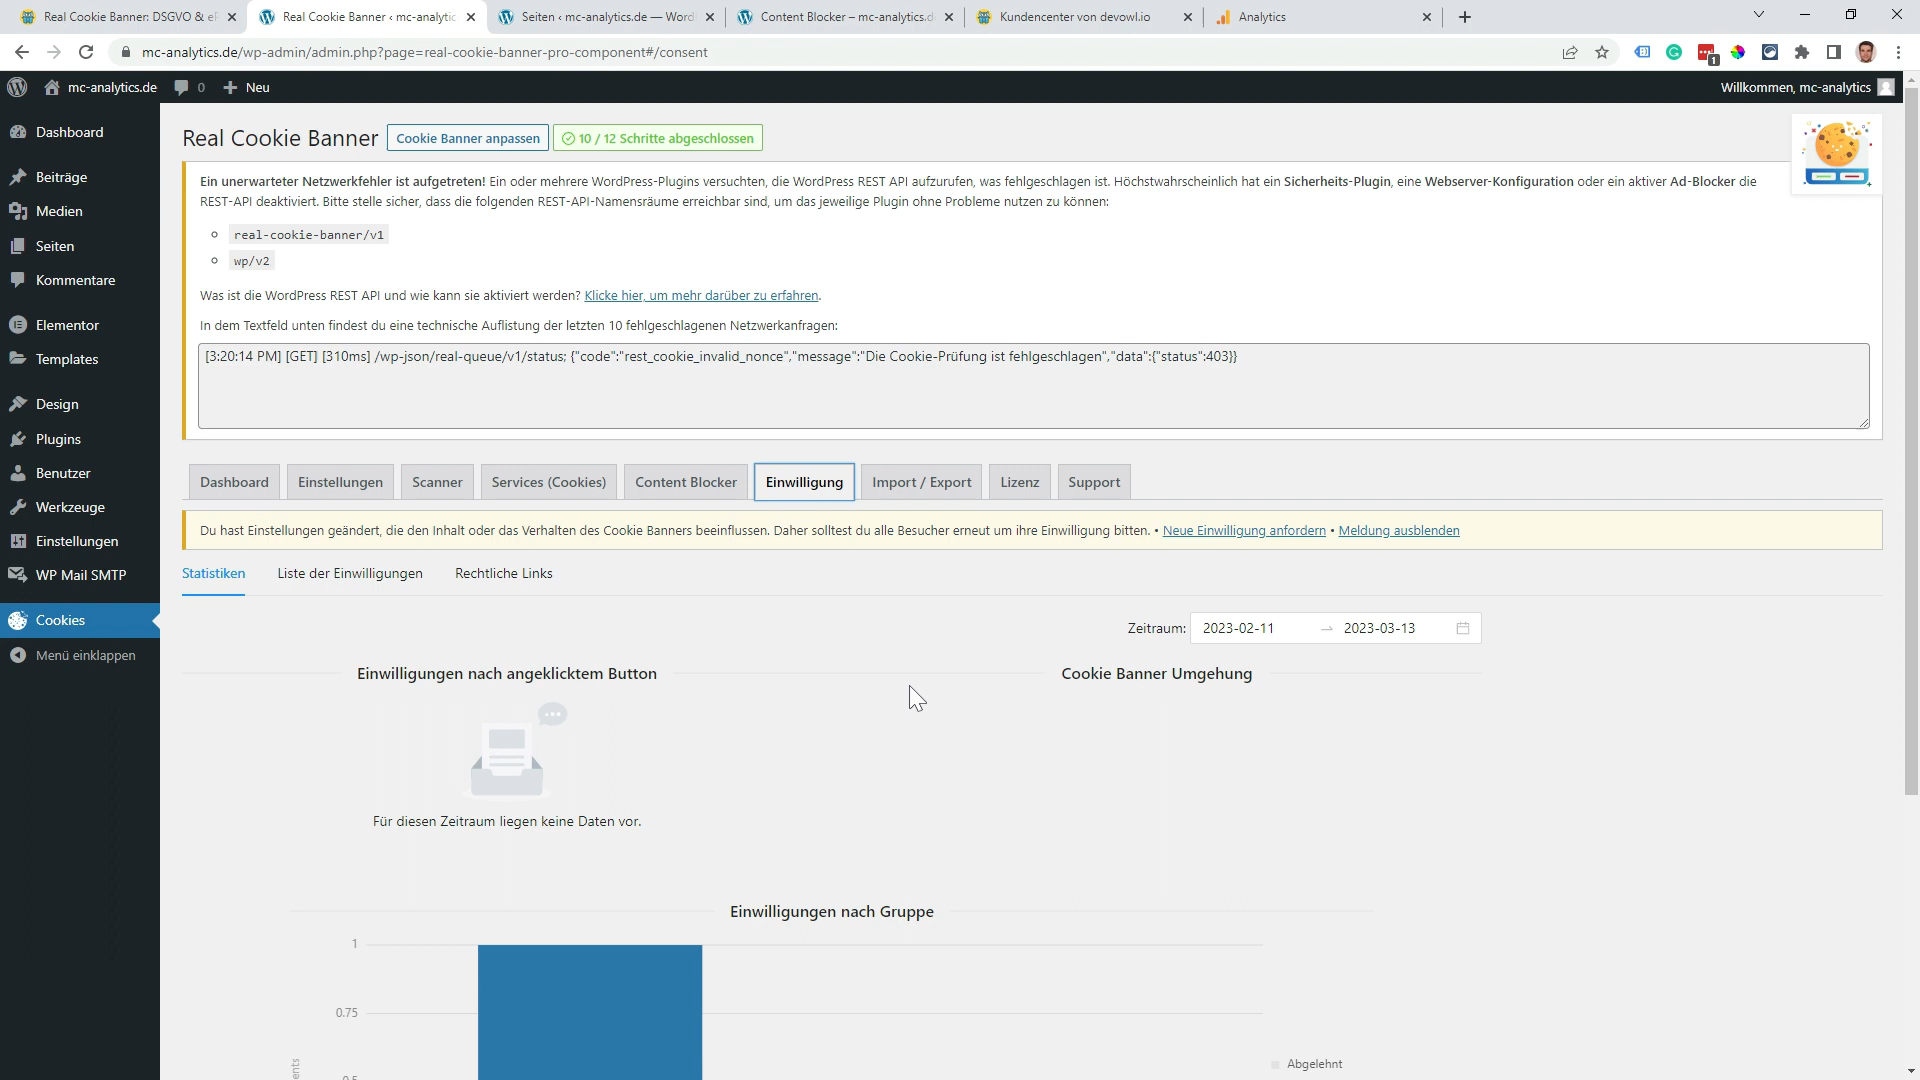 Real Cookie Banner: DSGVO & eP
Real Cookie Banner ‹ mc-analytic
Seiten ‹ mc-analytics.de — Word
Content Blocker – mc-analytics.d
Kundencenter von devowl.io
Analytics
mc-analytics.de/wp-admin/admin.php?page=real-cookie-banner-pro-component#/consent
1
mc-analytics.de
0
Neu
Willkommen, mc-analytics
Dashboard
Beiträge
Medien
Seiten
Kommentare
Elementor
Templates
Design
Plugins
Benutzer
Werkzeuge
Einstellungen
WP Mail SMTP
Cookies
Menü einklappen
Real Cookie Banner
Cookie Banner anpassen
10 / 12 Schritte abgeschlossen
Ein unerwarteter Netzwerkfehler ist aufgetreten! Ein oder mehrere WordPress-Plugins versuchten, die WordPress REST API aufzurufen, was fehlgeschlagen ist. Höchstwahrscheinlich hat ein Sicherheits-Plugin, eine Webserver-Konfiguration oder ein aktiver Ad-Blocker die
REST-API deaktiviert. Bitte stelle sicher, dass die folgenden REST-API-Namensräume erreichbar sind, um das jeweilige Plugin ohne Probleme nutzen zu können:
real-cookie-banner/v1
wp/v2
Was ist die WordPress REST API und wie kann sie aktiviert werden? Klicke hier, um mehr darüber zu erfahren.
In dem Textfeld unten findest du eine technische Auflistung der letzten 10 fehlgeschlagenen Netzwerkanfragen:
[3:20:14 PM] [GET] [310ms] /wp-json/real-queue/v1/status; {"code":"rest_cookie_invalid_nonce","message":"Die Cookie-Prüfung ist fehlgeschlagen","data":{"status":403}}
Dashboard
Einstellungen
Scanner
Services (Cookies)
Content Blocker
Einwilligung
Import / Export
Lizenz
Support
Du hast Einstellungen geändert, die den Inhalt oder das Verhalten des Cookie Banners beeinflussen. Daher solltest du alle Besucher erneut um ihre Einwilligung bitten. • Neue Einwilligung anfordern • Meldung ausblenden
Statistiken
Liste der Einwilligungen
Rechtliche Links
Zeitraum:
2023-02-11
2023-03-13
Einwilligungen nach angeklicktem Button
Cookie Banner Umgehung
Für diesen Zeitraum liegen keine Daten vor.
Einwilligungen nach Gruppe
1
0.75
Abgelehnt